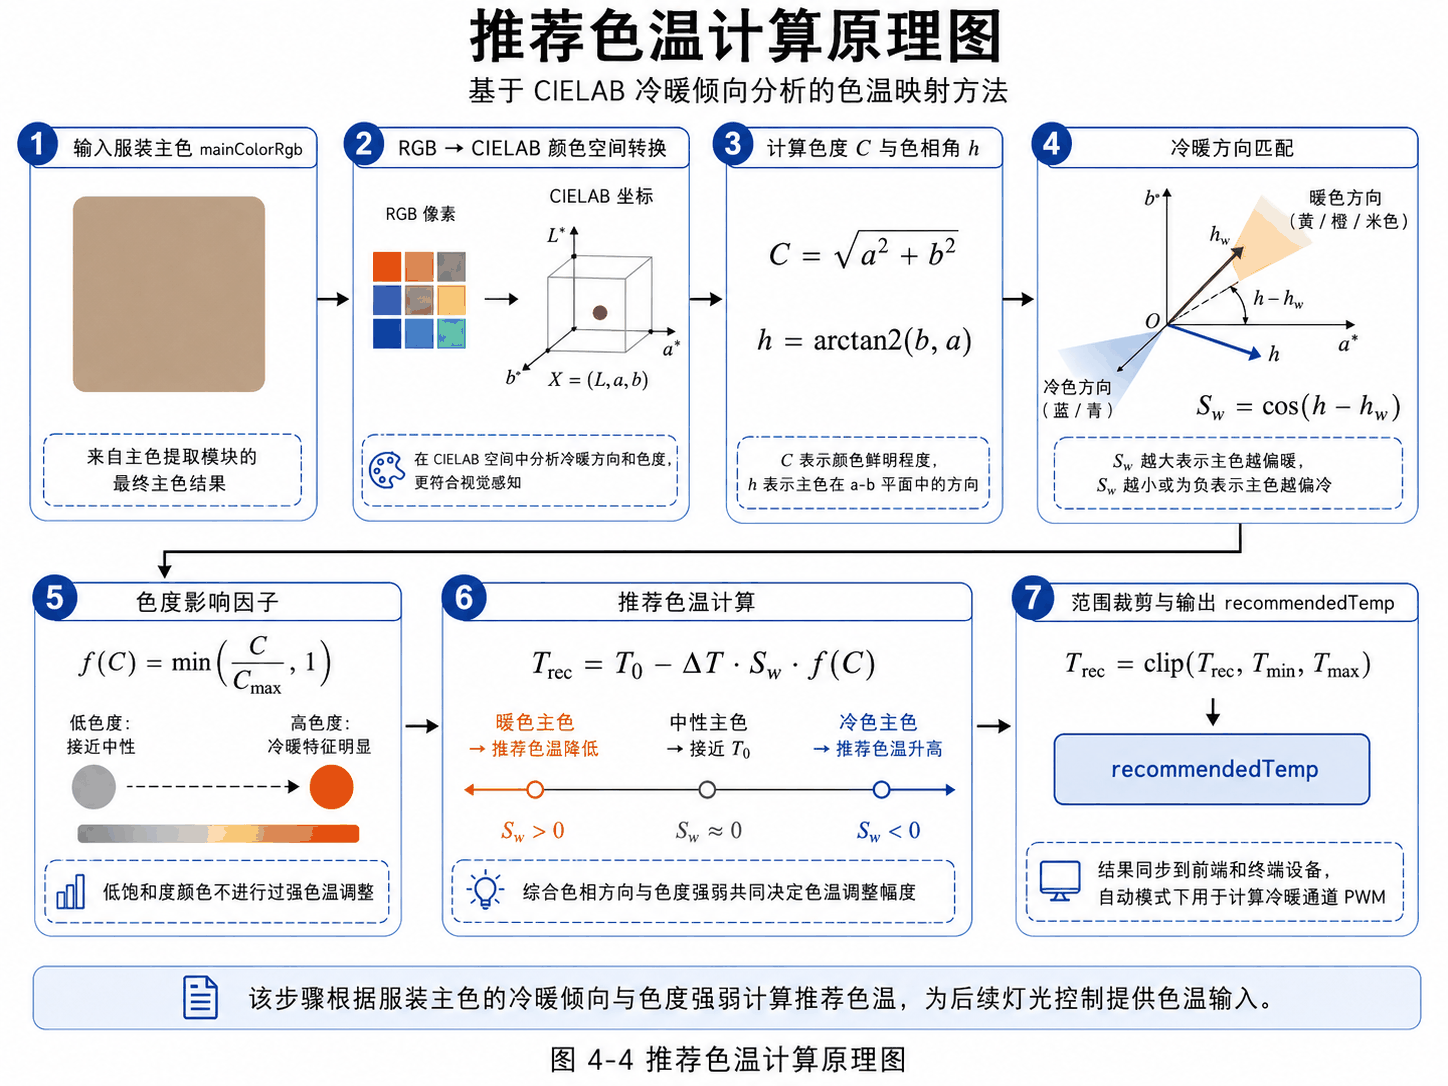 推荐色温计算原理图
基于 CIELAB 冷暖倾向分析的色温映射方法
1 输入服装主色 mainColorRgb
来自主色提取模块的
最终主色结果
2 RGB → CIELAB 颜色空间转换
RGB 像素
CIELAB 坐标
L*
a*
b*
X = (L, a, b)
在 CIELAB 空间中分析冷暖方向和色度,
更符合视觉感知
3 计算色度 C 与色相角 h
C = √(a² + b²)
h = arctan2(b, a)
C 表示颜色鲜明程度,
h 表示主色在 a-b 平面中的方向
4 冷暖方向匹配
b*
暖色方向
(黄 / 橙 / 米色)
h_w
h − h_w
O
h
a*
冷色方向
(蓝 / 青)
S_w = cos(h − h_w)
S_w 越大表示主色越偏暖,
S_w 越小或为负表示主色越偏冷
5 色度影响因子
f(C) = min(C/C_max, 1)
低色度:
接近中性
高色度:
冷暖特征明显
低饱和度颜色不进行过强色温调整
6 推荐色温计算
T_rec = T_0 − ΔT · S_w · f(C)
暖色主色
→ 推荐色温降低
中性主色
→ 接近 T_0
冷色主色
→ 推荐色温升高
S_w > 0
S_w ≈ 0
S_w < 0
综合色相方向与色度强弱共同决定色温调整幅度
7 范围裁剪与输出 recommendedTemp
T_rec = clip(T_rec, T_min, T_max)
recommendedTemp
结果同步到前端和终端设备,
自动模式下用于计算冷暖通道 PWM
该步骤根据服装主色的冷暖倾向与色度强弱计算推荐色温，为后续灯光控制提供色温输入。
图 4-4 推荐色温计算原理图